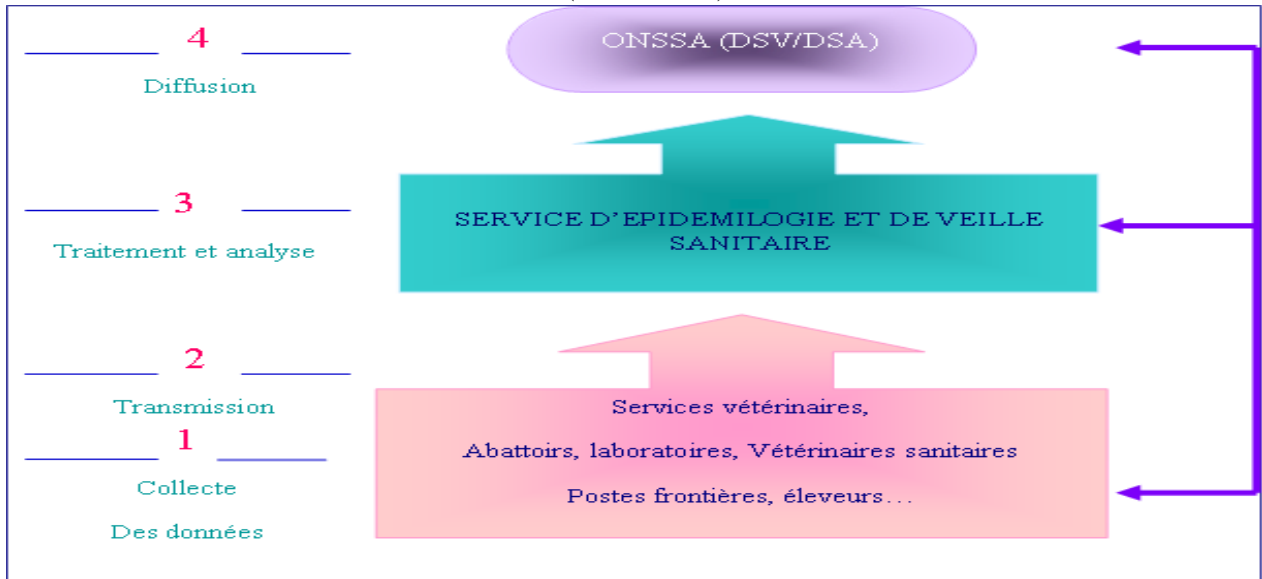 4
Diffusion
ONSSA (DSV/DSA)
3
Traitement et analyse
SERVICE D'EPIDEMILOGIE ET DE VEILLE
SANITAIRE
2
Transmission
1
Collecte
Des données
Services vétérinaires,
Abattoirs, laboratoires, Vétérinaires sanitaires
Postes frontières, éleveurs…